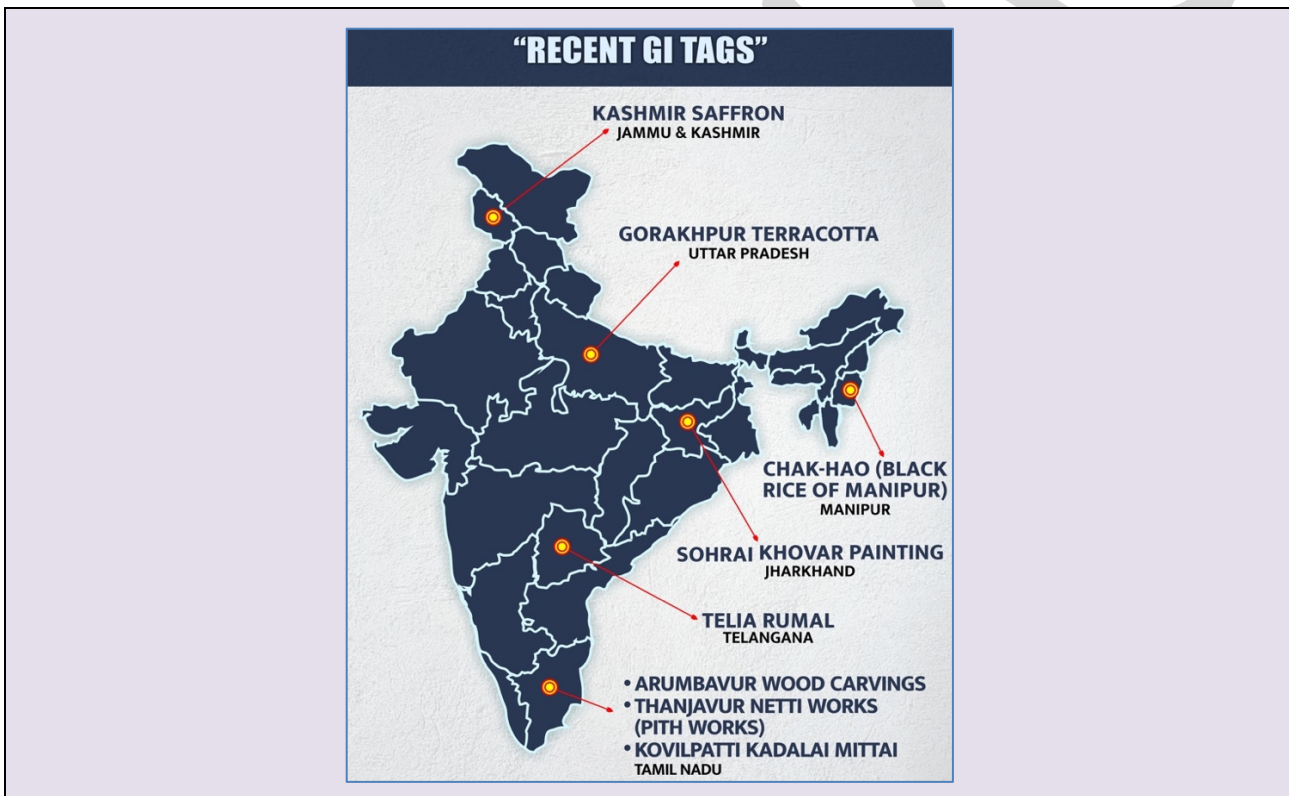 “RECENT GI TAGS”
KASHMIR SAFFRON
JAMMU & KASHMIR
GORAKHPUR TERRACOTTA
UTTAR PRADESH
CHAK-HAO (BLACK
RICE OF MANIPUR)
MANIPUR
SOHRAI KHOVAR PAINTING
JHARKHAND
TELIA RUMAL
TELANGANA
• ARUMBAVUR WOOD CARVINGS
• THANJAVUR NETTI WORKS
(PITH WORKS)
• KOVILPATTI KADALAI MITTAI
TAMIL NADU